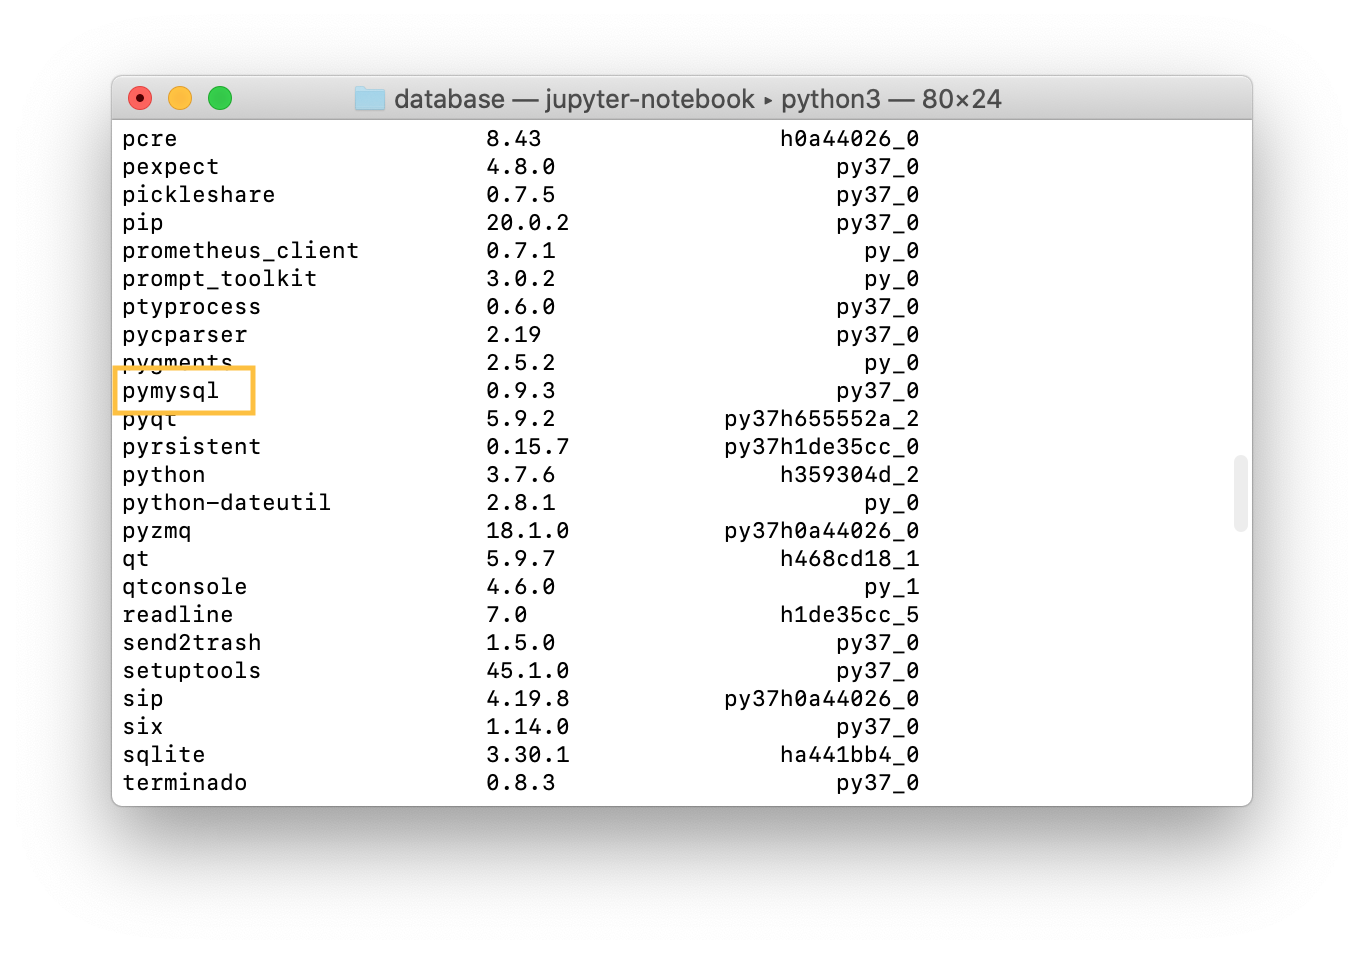 database — jupyter-notebook ▸ python3 — 80×24
pcre 8.43 h0a44026_0
pexpect 4.8.0 py37_0
pickleshare 0.7.5 py37_0
pip 20.0.2 py37_0
prometheus_client 0.7.1 py_0
prompt_toolkit 3.0.2 py_0
ptyprocess 0.6.0 py37_0
pycparser 2.19 py37_0
pygments 2.5.2 py_0
pymysql 0.9.3 py37_0
pyqt 5.9.2 py37h655552a_2
pyrsistent 0.15.7 py37h1de35cc_0
python 3.7.6 h359304d_2
python-dateutil 2.8.1 py_0
pyzmq 18.1.0 py37h0a44026_0
qt 5.9.7 h468cd18_1
qtconsole 4.6.0 py_1
readline 7.0 h1de35cc_5
send2trash 1.5.0 py37_0
setuptools 45.1.0 py37_0
sip 4.19.8 py37h0a44026_0
six 1.14.0 py37_0
sqlite 3.30.1 ha441bb4_0
terminado 0.8.3 py37_0